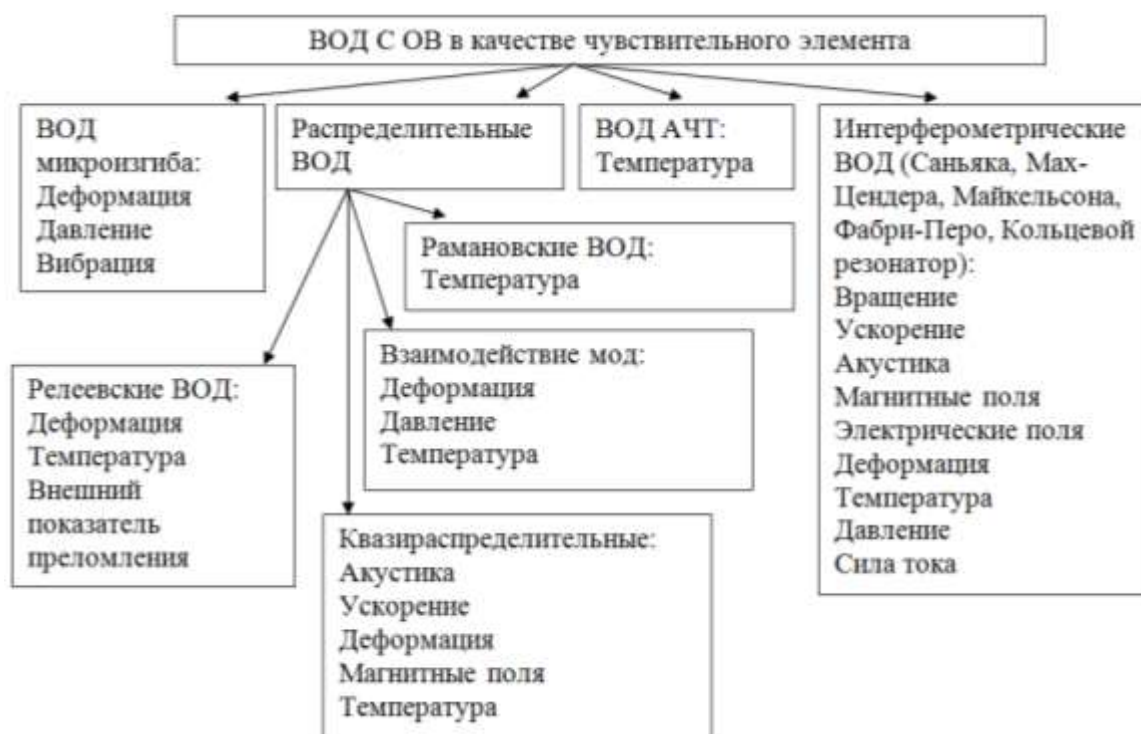 ВОД С ОВ в качестве чувствительного элемента
ВОД
микроизгиба:
Деформация
Давление
Вибрация
Распределительные
ВОД
ВОД АЧТ:
Температура
Интерферометрические
ВОД (Саньяка, Мах-
Цендера, Майкельсона,
Фабри-Перо, Кольцевой
резонатор):
Вращение
Ускорение
Акустика
Магнитные поля
Электрические поля
Деформация
Температура
Давление
Сила тока
Рамановские ВОД:
Температура
Взаимодействие мод:
Деформация
Давление
Температура
Релеевские ВОД:
Деформация
Температура
Внешний
показатель
преломления
Квазираспределительные:
Акустика
Ускорение
Деформация
Магнитные поля
Температура